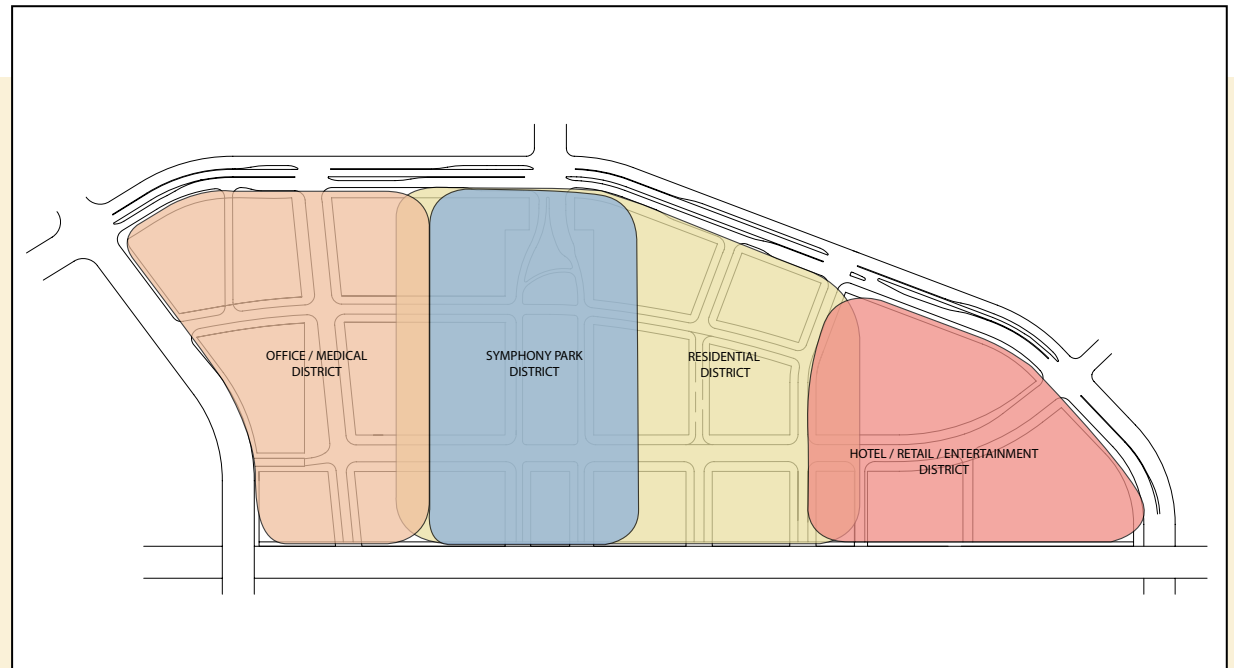 OFFICE / MEDICAL
DISTRICT
SYMPHONY PARK
DISTRICT
RESIDENTIAL
DISTRICT
HOTEL / RETAIL / ENTERTAINMENT
DISTRICT